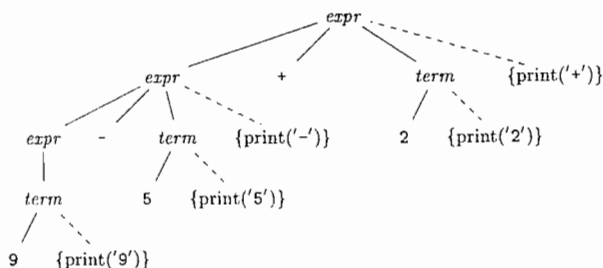 expr
expr + term {print('+')}
expr - term {print('-')} 2 {print('2')}
term 5 {print('5')}
9 {print('9')}